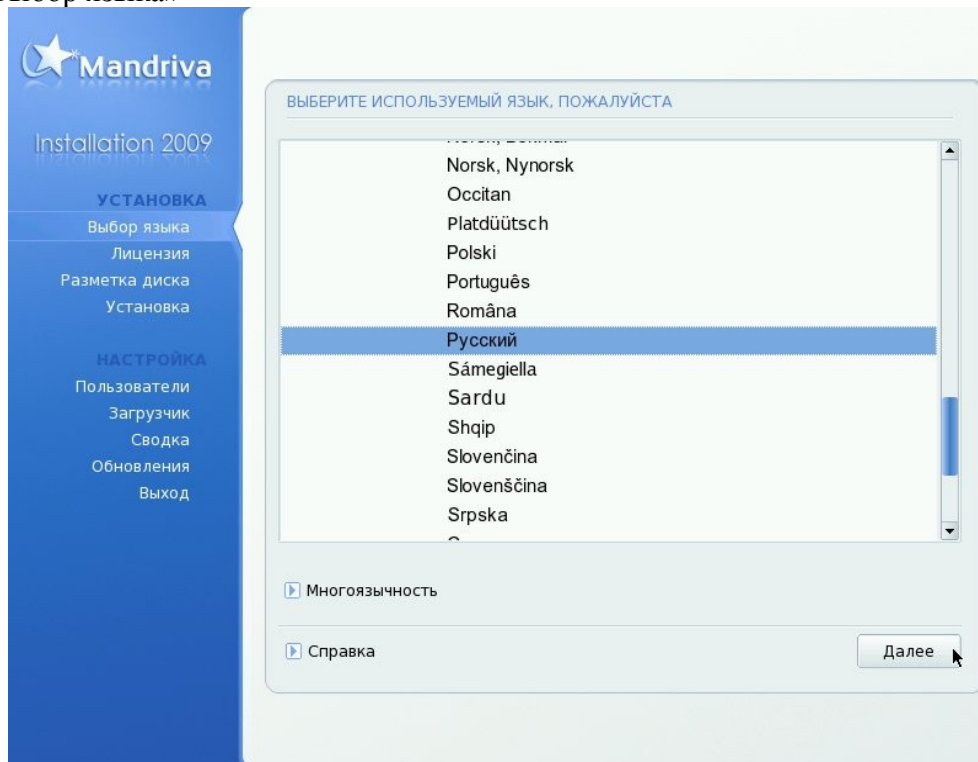 Mandriva
Installation 2009
УСТАНОВКА
Выбор языка
Лицензия
Разметка диска
Установка
НАСТРОЙКА
Пользователи
Загрузчик
Сводка
Обновления
Выход
ВЫБЕРИТЕ ИСПОЛЬЗУЕМЫЙ ЯЗЫК, ПОЖАЛУЙСТА
Norsk, Nynorsk
Occitan
Platdüütsch
Polski
Português
Româna
Русский
Sámegiella
Sardu
Shqip
Slovenčina
Slovenščina
Srpska
Многоязычность
Справка
Далее